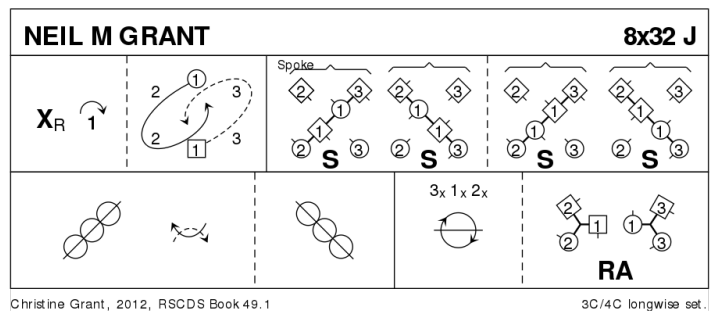 NEIL M GRANT 8x32 J
Spoke
2 3 2 3 2 3 2 3
1 1 1 1
2 1 3
XR 1
1 1 1 1
2 1 3
2 3 2 3 2 3 2 3
S S S S
3x 1x 2x
2 3
1 1
2 3
RA
Christine Grant, 2012, RSCDS Book 49.1 3C/4C longwise set.